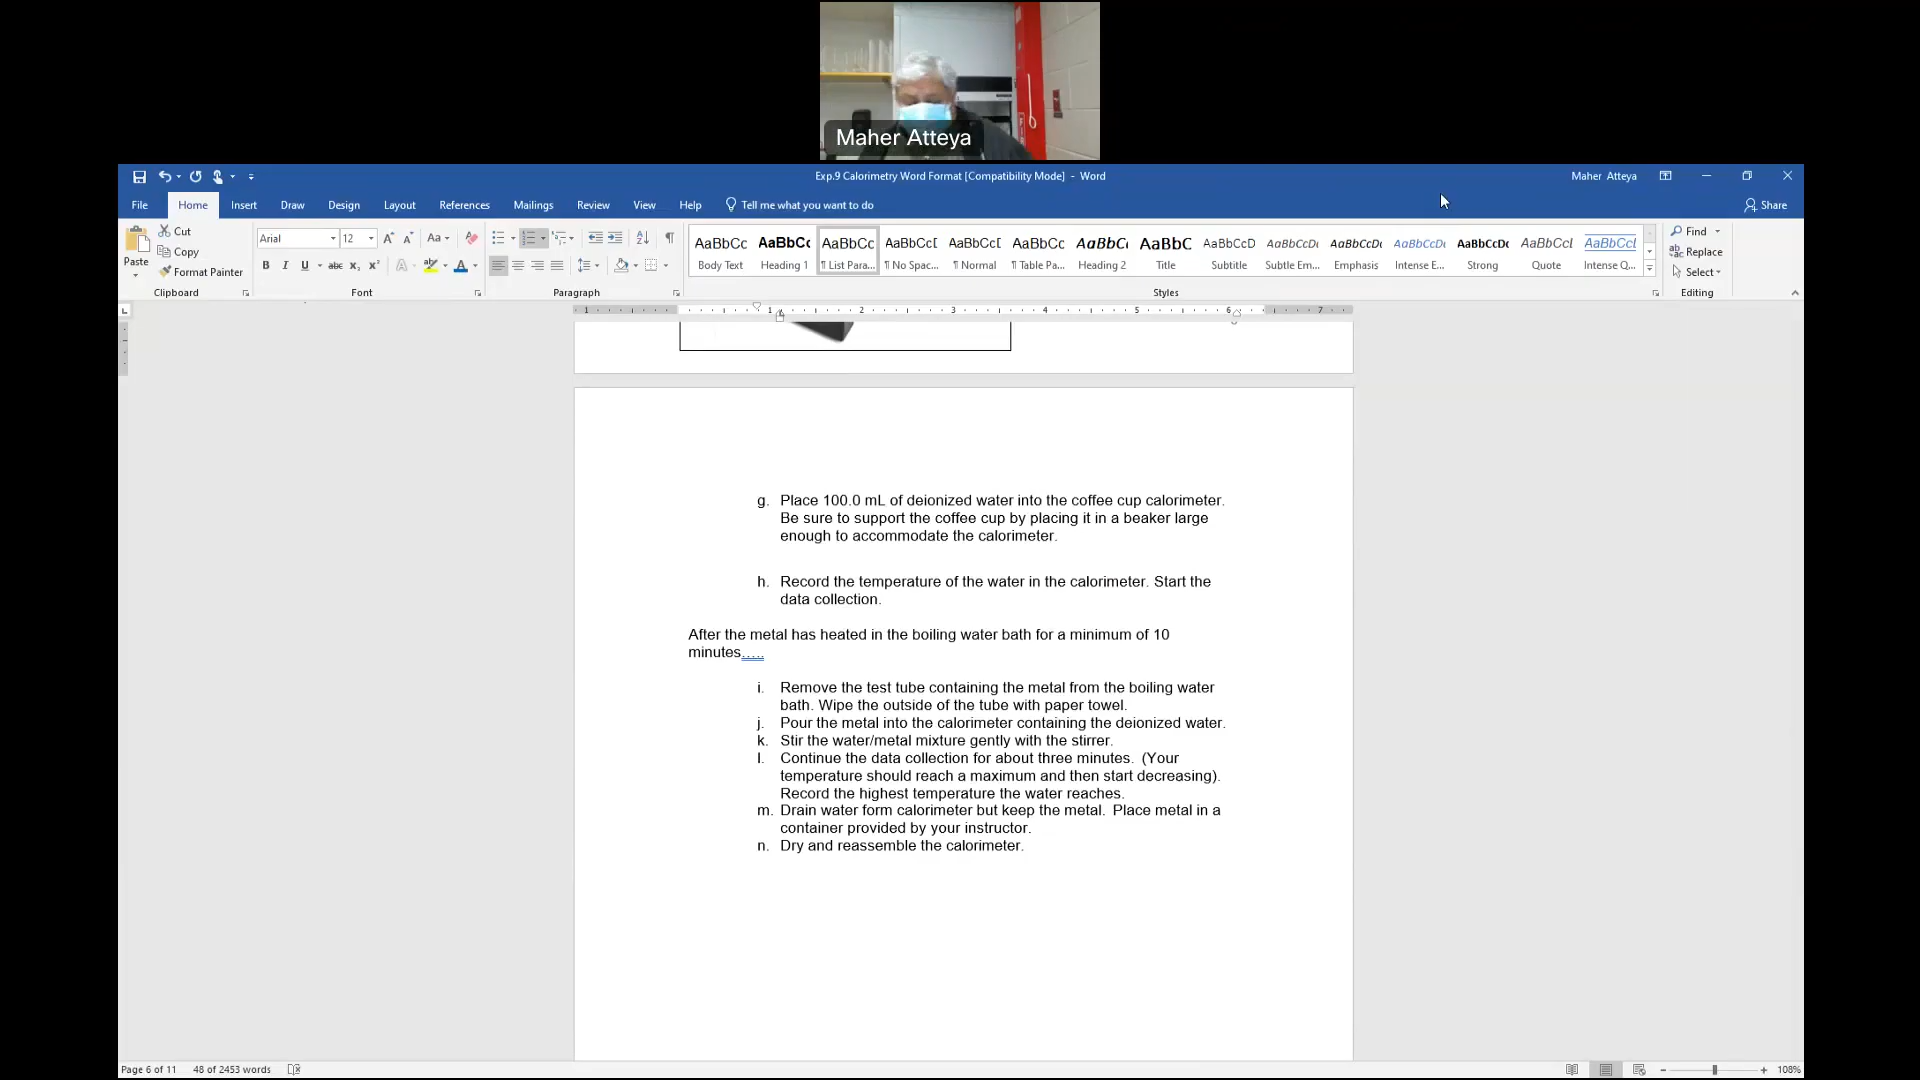 Maher Atteya
Exp.9 Calorimetry Word Format [Compatibility Mode] - Word
Maher Atteya
File Home Insert Draw Design Layout References Mailings Review View Help Tell me what you want to do Share
Paste Cut Copy Format Painter
Arial 12
AaBbCc AaBbCc AaBbCc AaBbCcI AaBbCcI AaBbCc AaBbCc AaBbC AaBbCcD AaBbCcDc AaBbCcDc AaBbCcDc AaBbCcDc AaBbCcI AaBbCcI
Body Text Heading 1 ¶ List Para... ¶ No Spac... ¶ Normal ¶ Table Pa... Heading 2 Title Subtitle Subtle Em... Emphasis Intense E... Strong Quote Intense Q...
Find Replace Select
Clipboard Font Paragraph Styles Editing
1 1 2 3 4 5 6 7
g. Place 100.0 mL of deionized water into the coffee cup calorimeter.
Be sure to support the coffee cup by placing it in a beaker large
enough to accommodate the calorimeter.
h. Record the temperature of the water in the calorimeter. Start the
data collection.
After the metal has heated in the boiling water bath for a minimum of 10
minutes…..
i. Remove the test tube containing the metal from the boiling water
bath. Wipe the outside of the tube with paper towel.
j. Pour the metal into the calorimeter containing the deionized water.
k. Stir the water/metal mixture gently with the stirrer.
l. Continue the data collection for about three minutes. (Your
temperature should reach a maximum and then start decreasing).
Record the highest temperature the water reaches.
m. Drain water form calorimeter but keep the metal. Place metal in a
container provided by your instructor.
n. Dry and reassemble the calorimeter.
Page 6 of 11 48 of 2453 words 108%